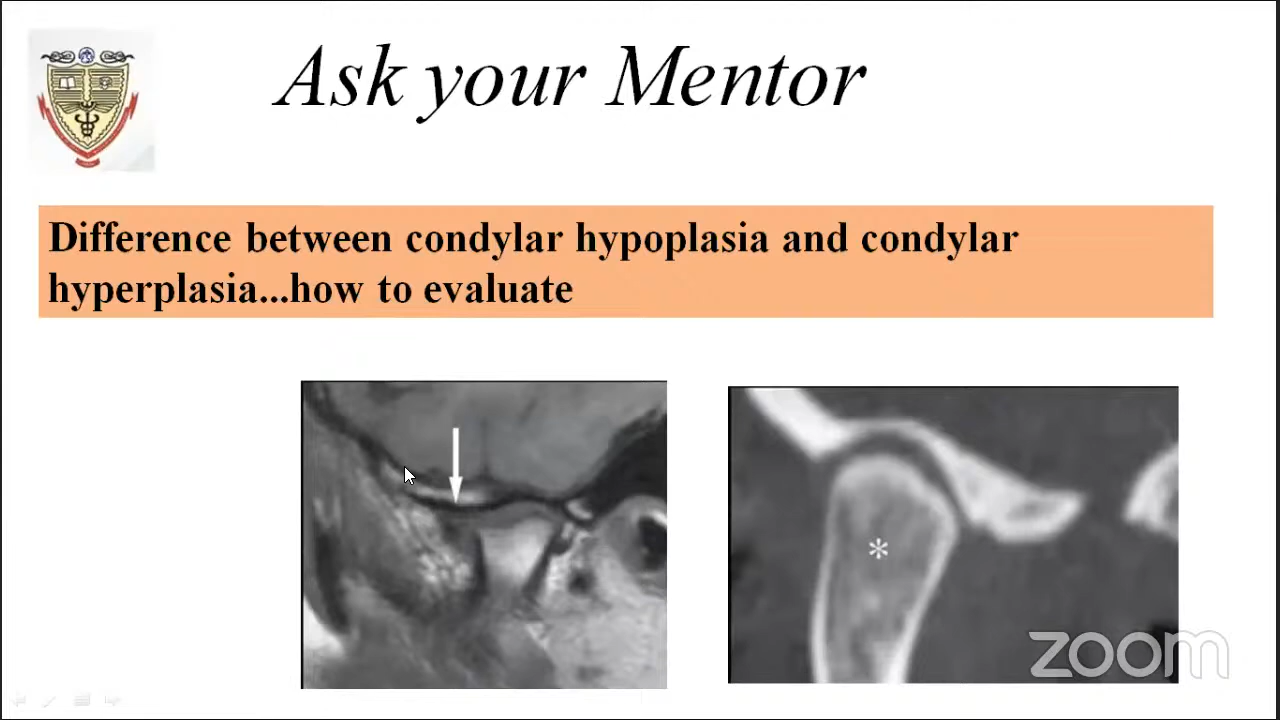 Ask your Mentor
Difference between condylar hypoplasia and condylar
hyperplasia...how to evaluate
*
zoom